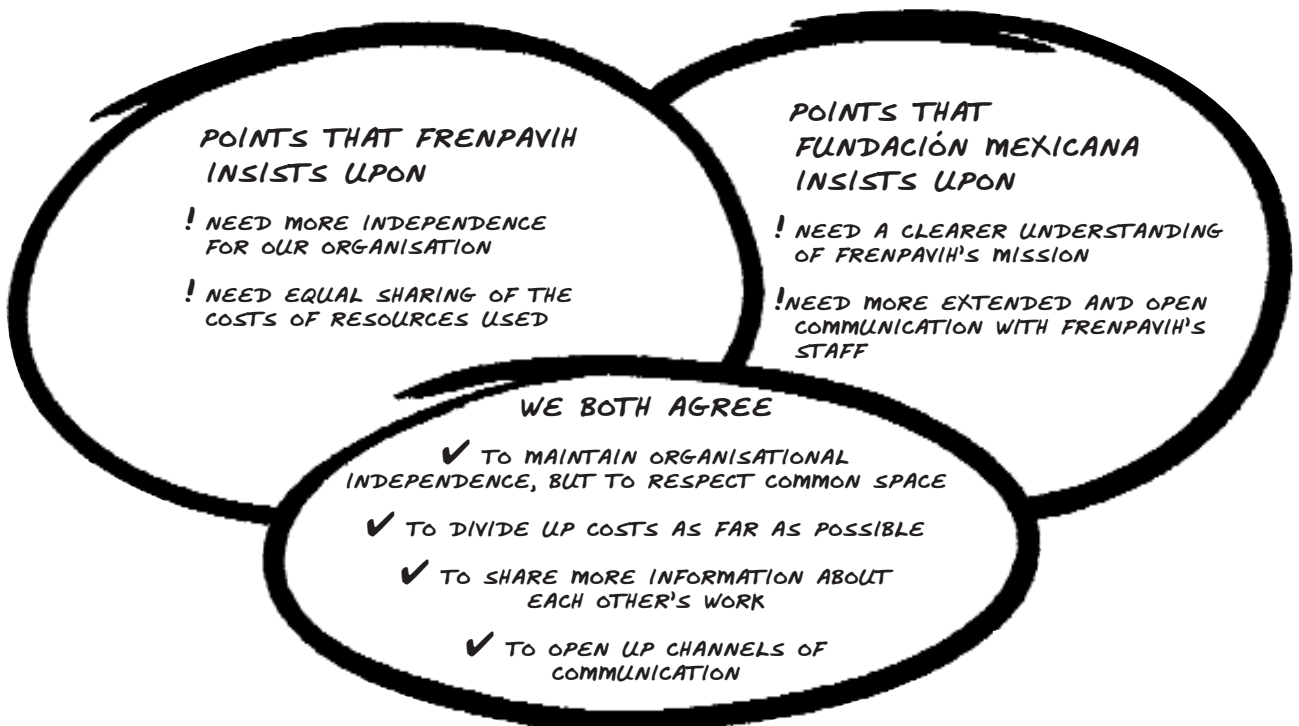 POINTS THAT FRENPAVIH
INSISTS UPON
! NEED MORE INDEPENDENCE
FOR OUR ORGANISATION
! NEED EQUAL SHARING OF THE
COSTS OF RESOURCES USED
POINTS THAT
FUNDACIÓN MEXICANA
INSISTS UPON
! NEED A CLEARER UNDERSTANDING
OF FRENPAVIH'S MISSION
!NEED MORE EXTENDED AND OPEN
COMMUNICATION WITH FRENPAVIH'S
STAFF
WE BOTH AGREE
✔ TO MAINTAIN ORGANISATIONAL
INDEPENDENCE, BUT TO RESPECT COMMON SPACE
✔ TO DIVIDE UP COSTS AS FAR AS POSSIBLE
✔ TO SHARE MORE INFORMATION ABOUT
EACH OTHER'S WORK
✔ TO OPEN UP CHANNELS OF
COMMUNICATION